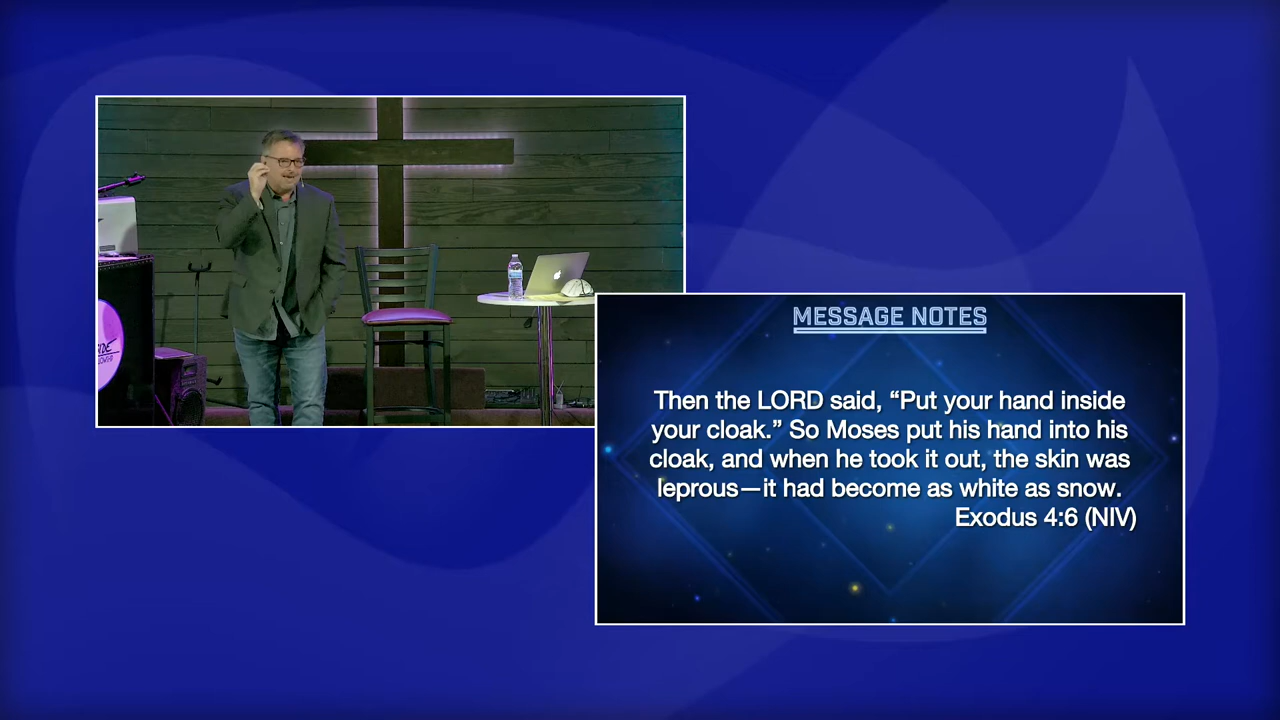 MESSAGE NOTES
Then the LORD said, “Put your hand inside
your cloak.” So Moses put his hand into his
cloak, and when he took it out, the skin was
leprous—it had become as white as snow.
Exodus 4:6 (NIV)